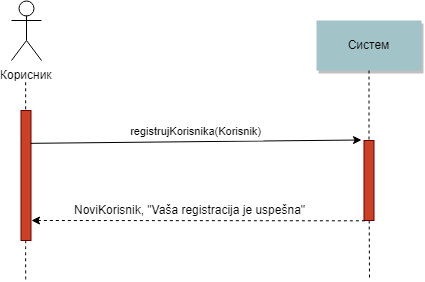 Корисник
Систем
registrujKorisnika(Korisnik)
NoviKorisnik, "Vaša registracija je uspešna"